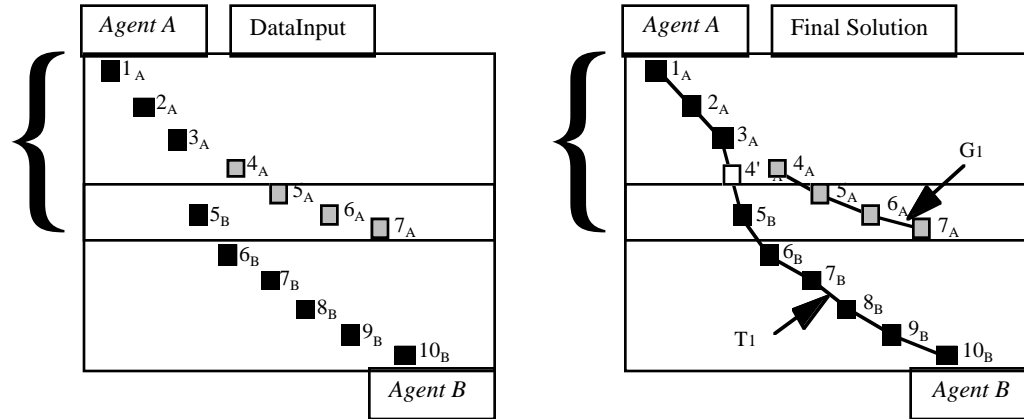 Agent A
DataInput
1A
2A
3A
4A
5A
5B
6A
7A
6B
7B
8B
9B
10B
Agent B
Agent A
Final Solution
1A
2A
3A
4'A
4A
G1
5A
5B
6A
7A
6B
7B
8B
T1
9B
10B
Agent B